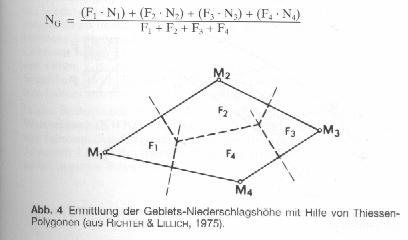 N_G = (F₁ · N₁) + (F₂ · N₂) + (F₃ · N₃) + (F₄ · N₄)
F₁ + F₂ + F₃ + F₄
M₂
F₂
M₁
F₁
F₃
M₃
F₄
M₄
Abb. 4 Ermittlung der Gebiets-Niederschlagshöhe mit Hilfe von Thiessen-
Polygonen (aus RICHTER & LILLICH, 1975).